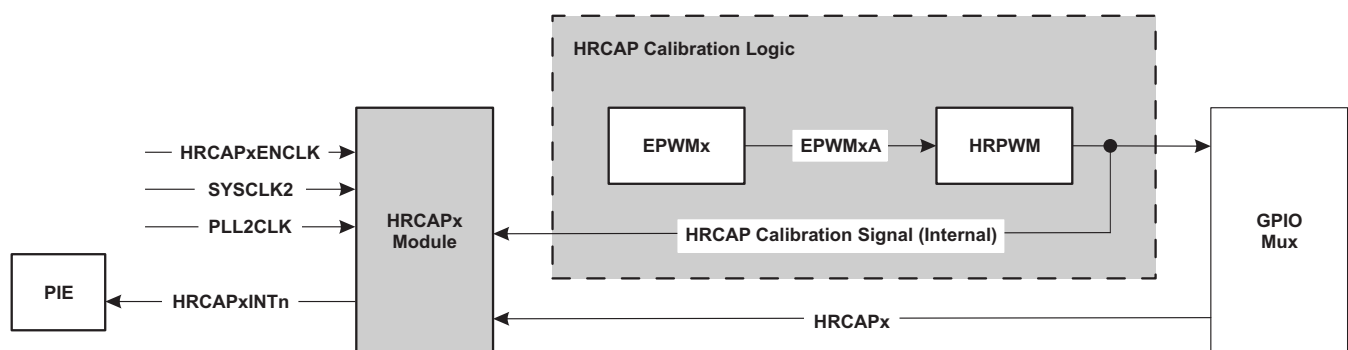 HRCAP Calibration Logic
EPWMx
EPWMxA
HRPWM
HRCAPxENCLK
SYSCLK2
PLL2CLK
HRCAPx
Module
HRCAP Calibration Signal (Internal)
GPIO
Mux
PIE
HRCAPxINTn
HRCAPx